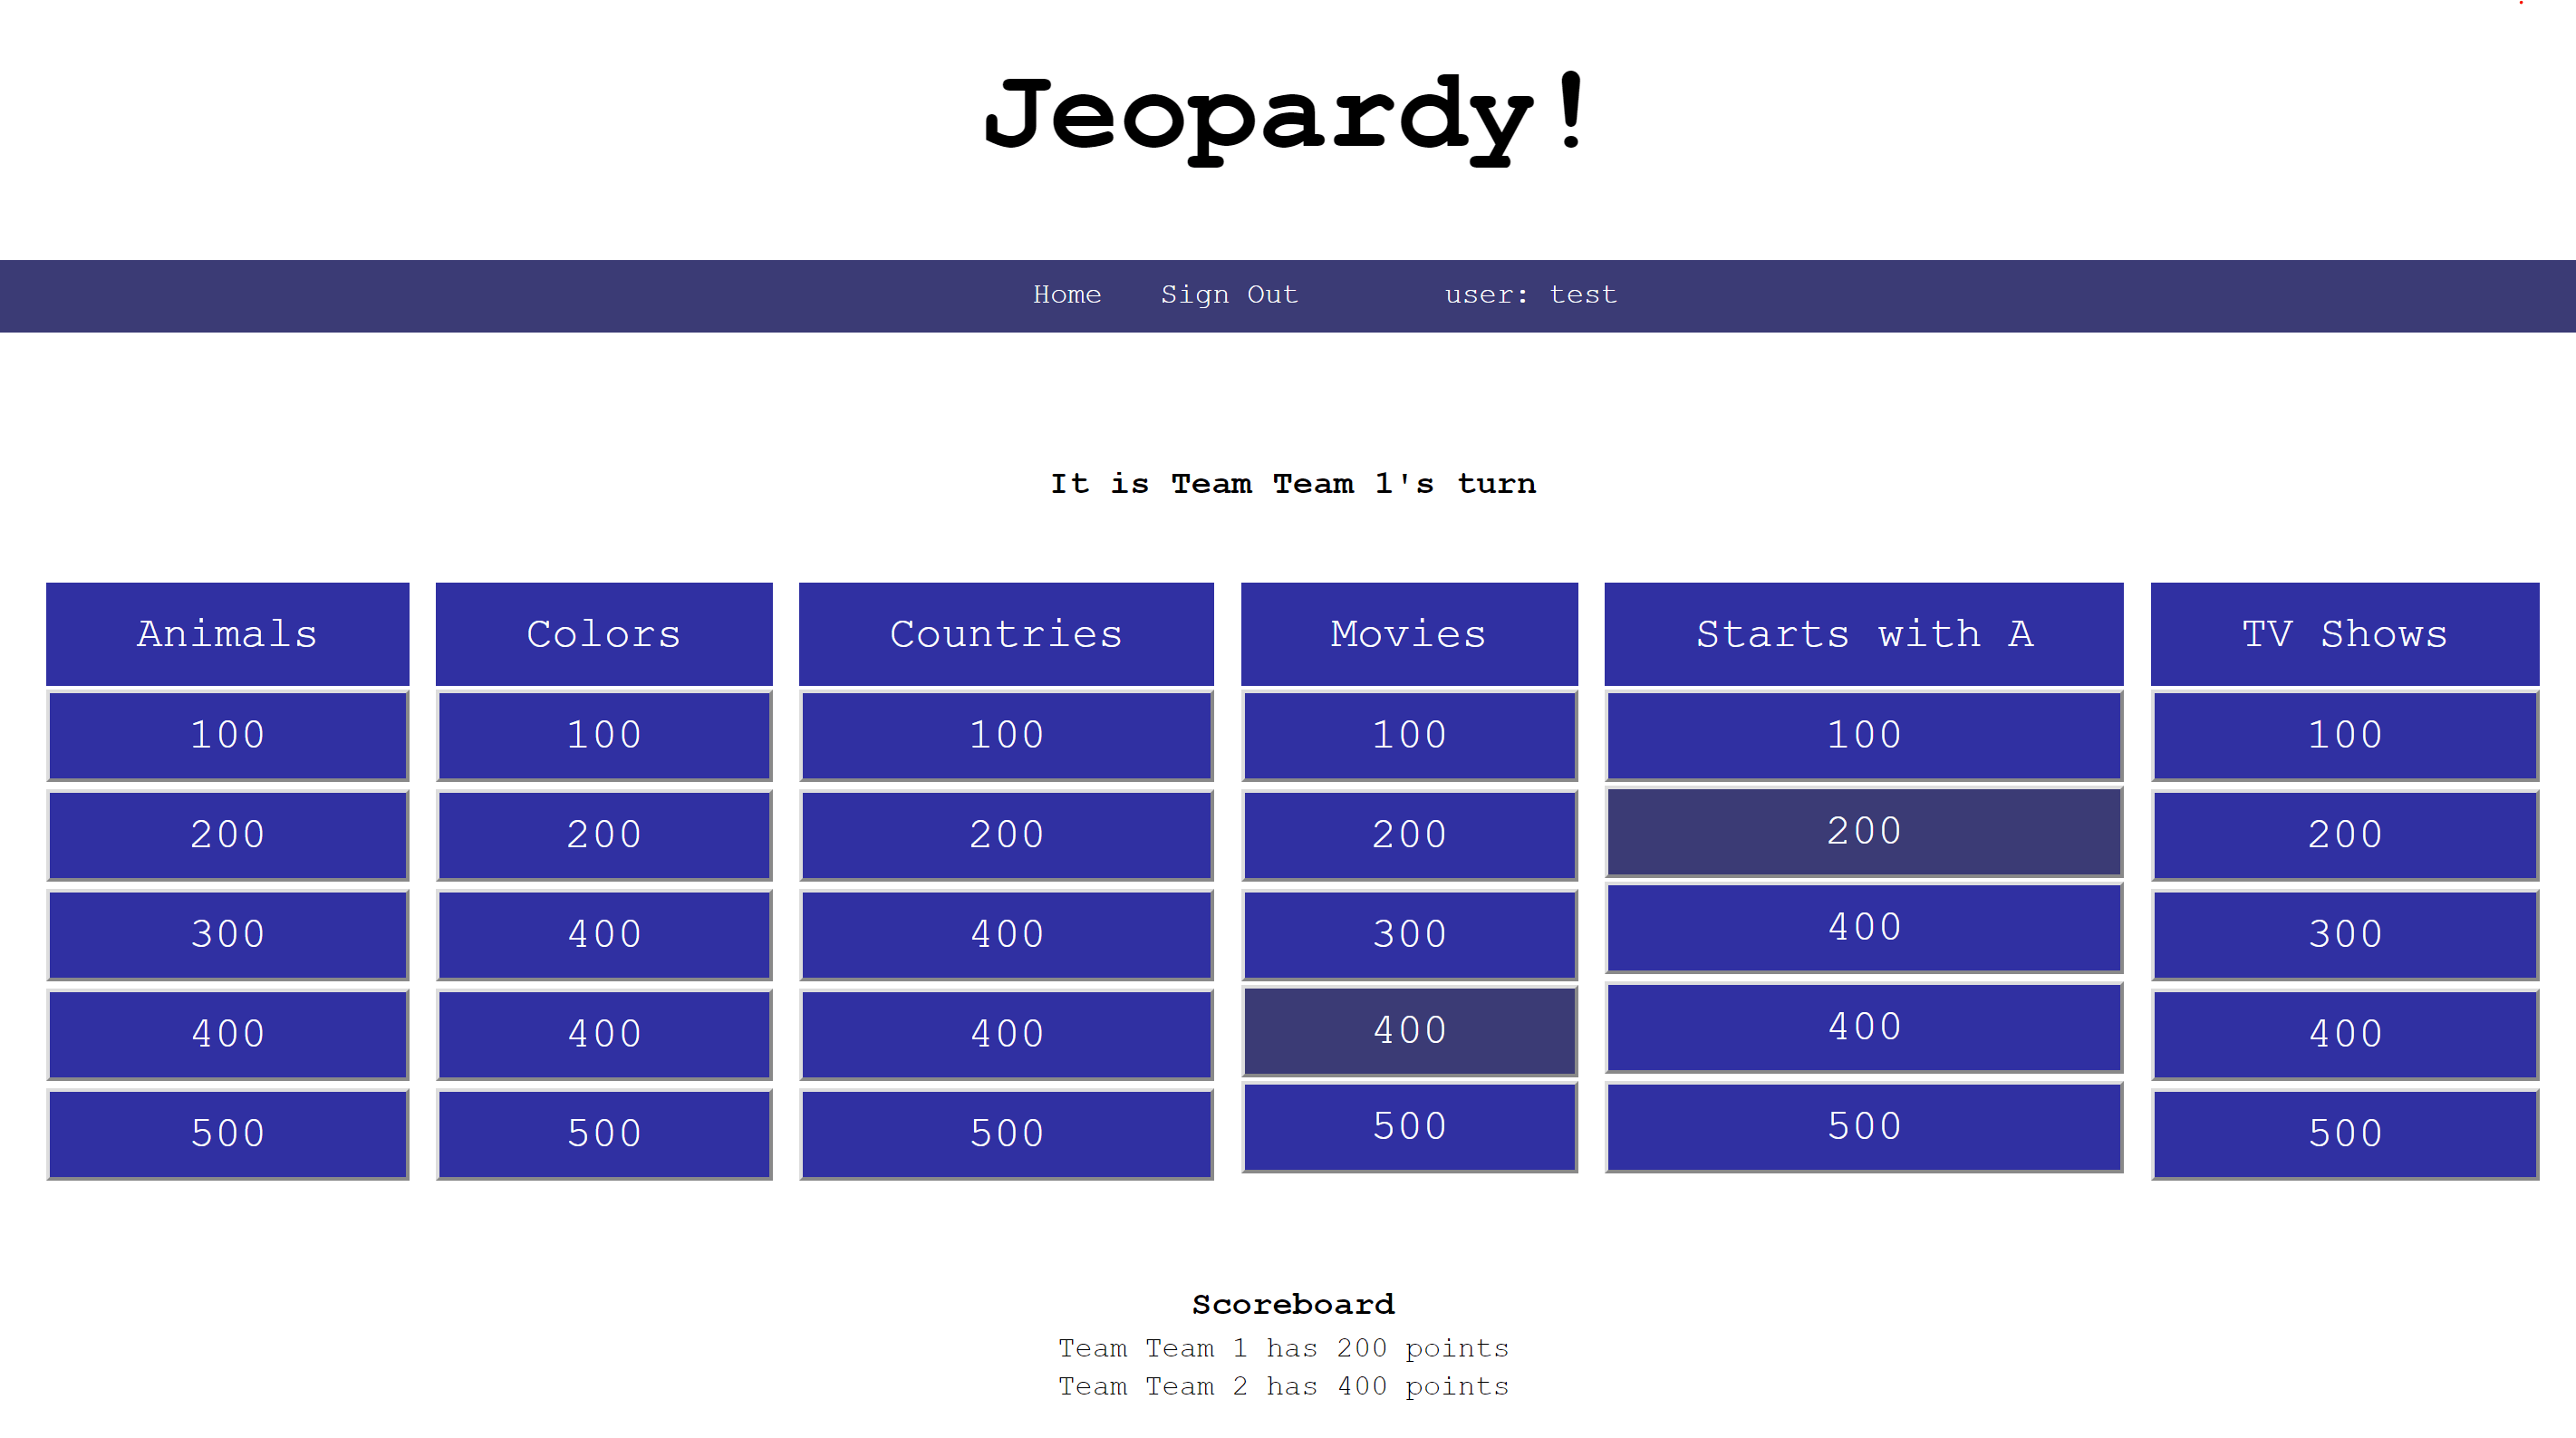 Jeopardy!
Home Sign Out user: test
It is Team Team 1's turn
Animals Colors Countries Movies Starts with A TV Shows
100 100 100 100 100 100
200 200 200 200 200 200
300 400 400 300 400 300
400 400 400 400 400 400
500 500 500 500 500 500
Scoreboard
Team Team 1 has 200 points
Team Team 2 has 400 points